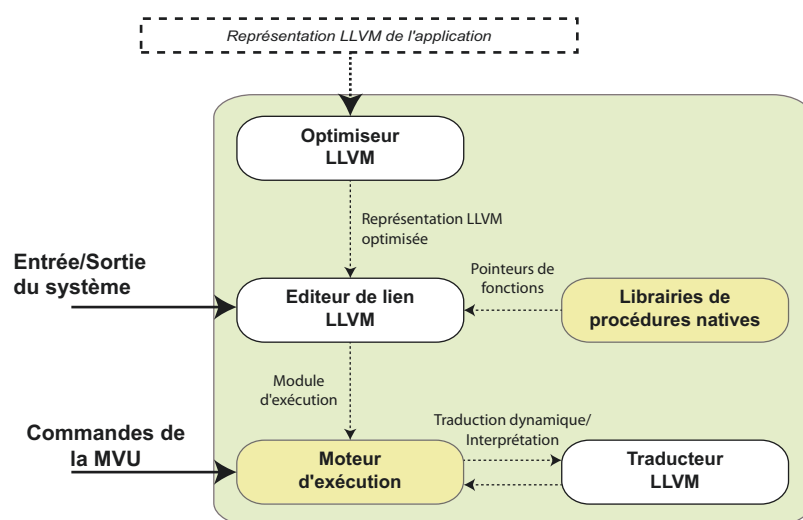 Représentation LLVM de l'application
Optimiseur
LLVM
Représentation LLVM
optimisée
Entrée/Sortie
du système
Editeur de lien
LLVM
Pointeurs de
fonctions
Librairies de
procédures natives
Module
d'exécution
Commandes de
la MVU
Moteur
d'exécution
Traduction dynamique/
Interprétation
Traducteur
LLVM